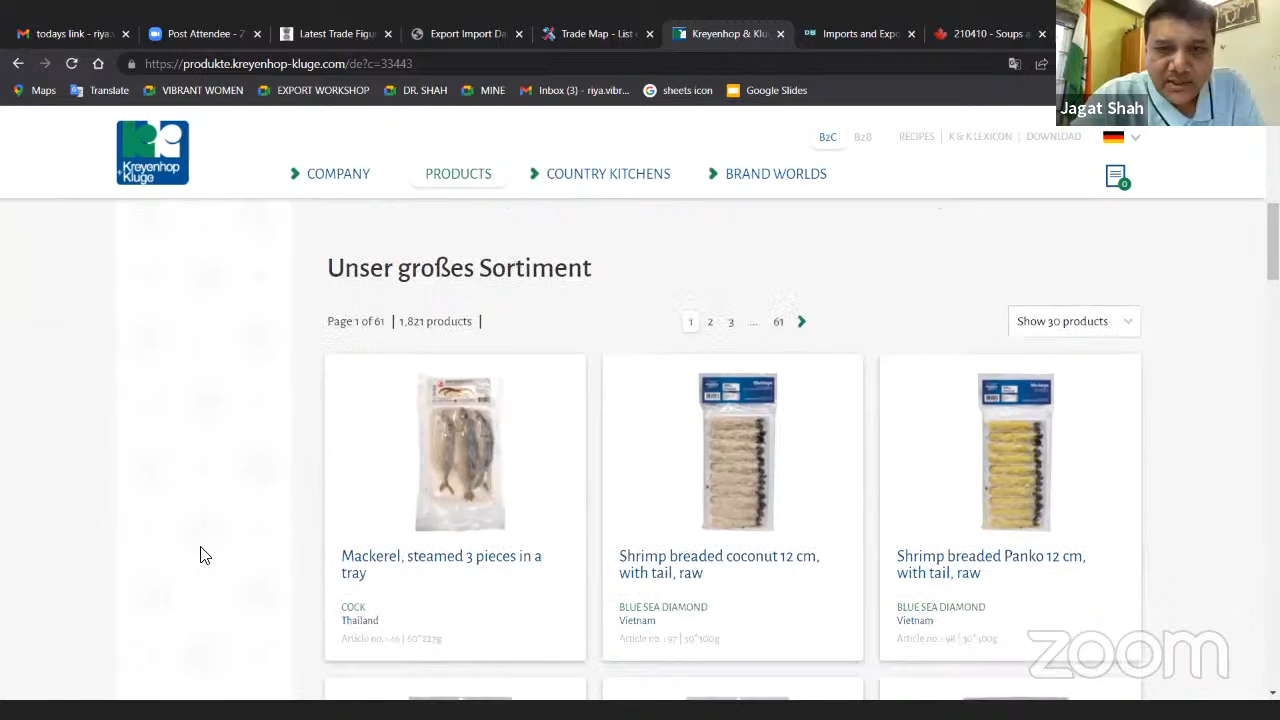 todays link - riya.v
Post Attendee - Z
Latest Trade Figur
Export Import Da
Trade Map - List
Kreyenhop & Klu
Imports and Expo
210410 - Soups a
https://produkte.kreyenhop-kluge.com/de?c=33443
Maps
Translate
VIBRANT WOMEN
EXPORT WORKSHOP
DR. SHAH
MINE
Inbox (3) - riya.vibr...
sheets icon
Google Slides
Jagat Shah
Kreyenhop
+Kluge
B2C
B2B
RECIPES
K & K LEXICON
DOWNLOAD
COMPANY
PRODUCTS
COUNTRY KITCHENS
BRAND WORLDS
0
Unser großes Sortiment
Page 1 of 61 | 1,821 products |
1 2 3 ... 61
Show 30 products
Mackerel, steamed 3 pieces in a
tray
COCK
Thailand
Article no. : 66 | 60*227g
Shrimp breaded coconut 12 cm,
with tail, raw
BLUE SEA DIAMOND
Vietnam
Article no. : 97 | 30*300g
Shrimp breaded Panko 12 cm,
with tail, raw
BLUE SEA DIAMOND
Vietnam
Article no. : 98 | 30*300g
zoom